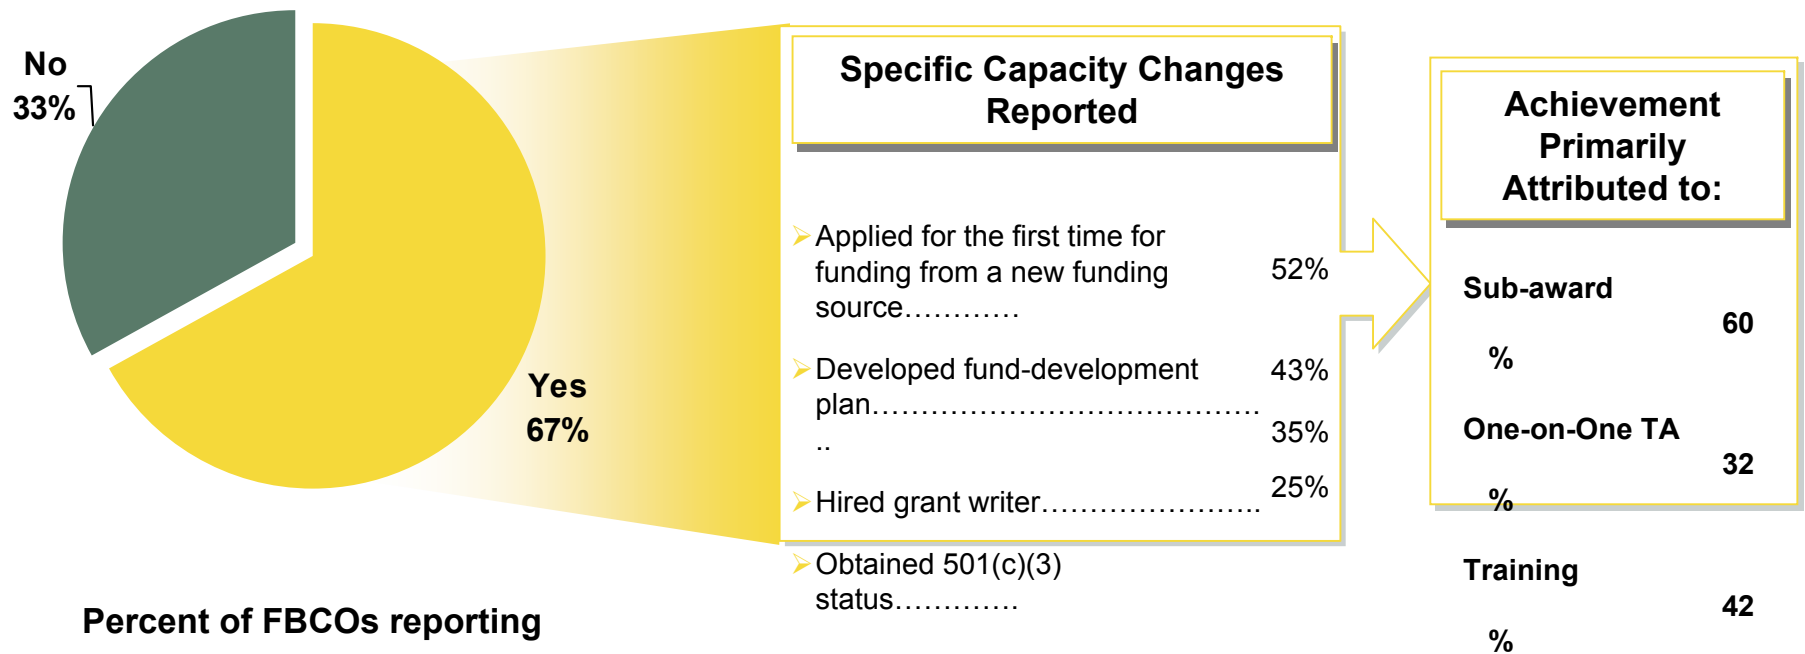 No
33%
Yes
67%
Percent of FBCOs reporting
Specific Capacity Changes
Reported
➢Applied for the first time for
funding from a new funding
source…………
52%
➢Developed fund-development
plan………………………………………….
..
43%
➢Hired grant writer……………………..
35%
➢Obtained 501(c)(3)
status………….
25%
Achievement
Primarily
Attributed to:
Sub-award
60
%
One-on-One TA
32
%
Training
42
%